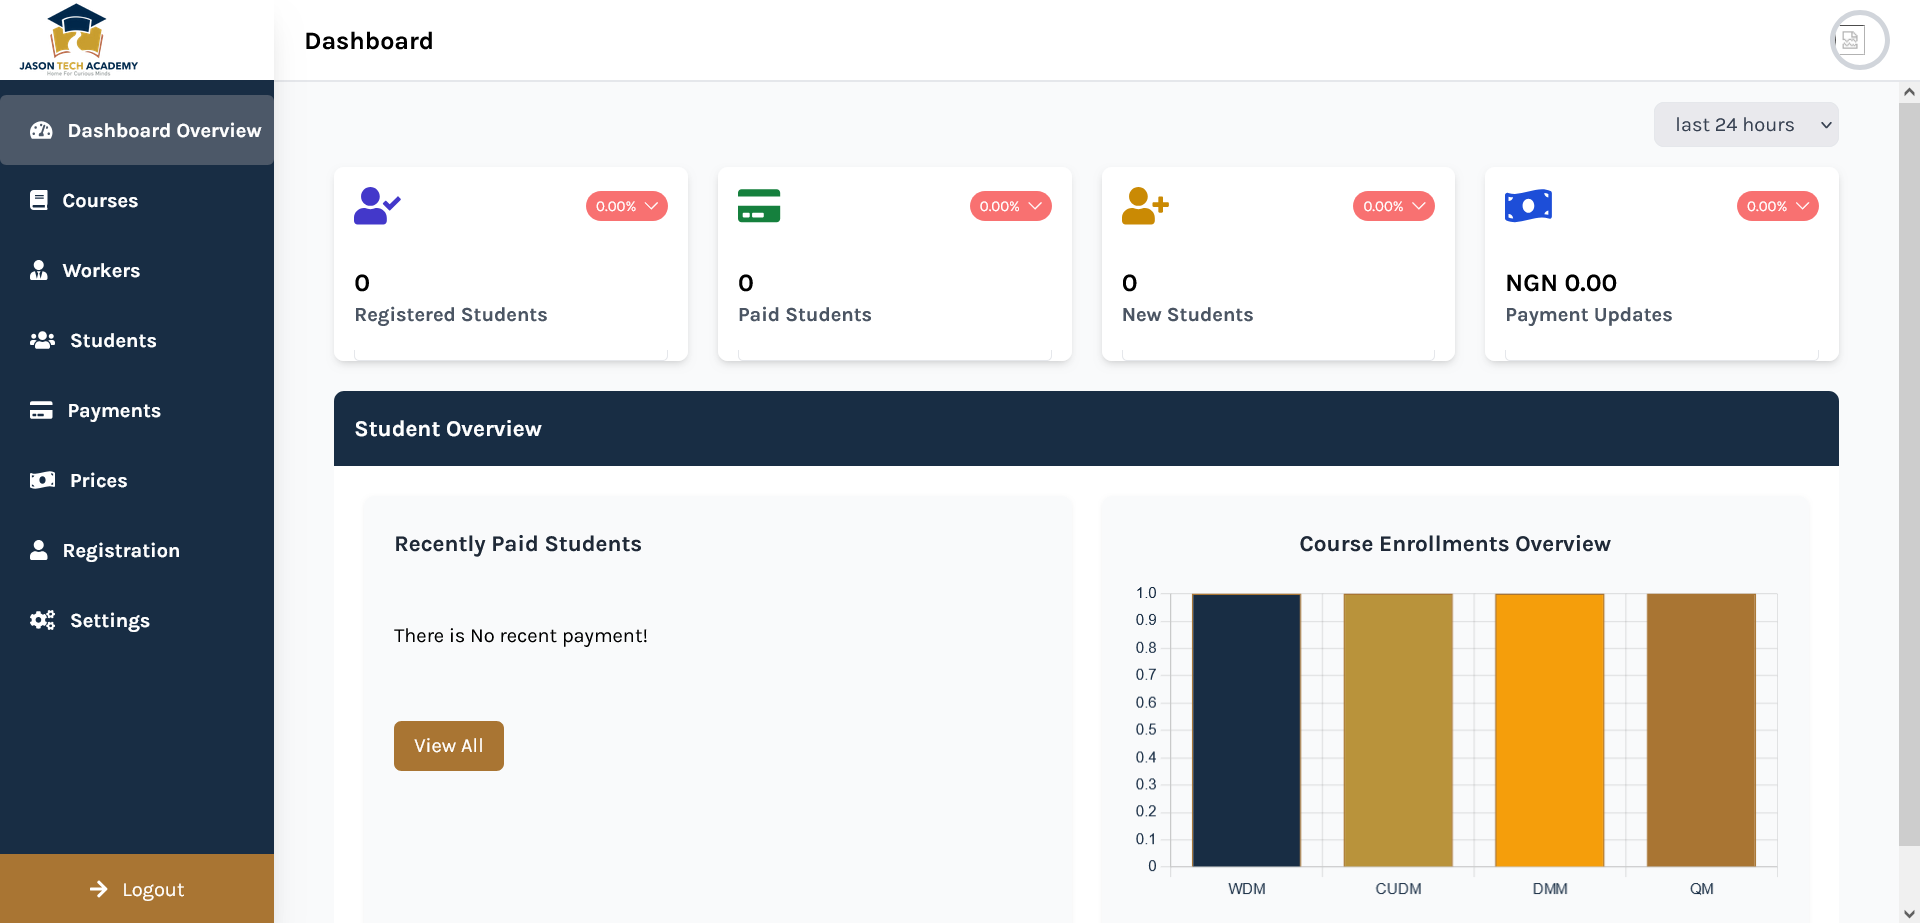 JASON TECH ACADEMY
Home For Curious Minds
Dashboard
Dashboard Overview
Courses
Workers
Students
Payments
Prices
Registration
Settings
Logout
last 24 hours
0.00%
0
Registered Students
0.00%
0
Paid Students
0.00%
0
New Students
0.00%
NGN 0.00
Payment Updates
Student Overview
Recently Paid Students
There is No recent payment!
View All
Course Enrollments Overview
1.0
0.9
0.8
0.7
0.6
0.5
0.4
0.3
0.2
0.1
0
WDM CUDM DMM QM